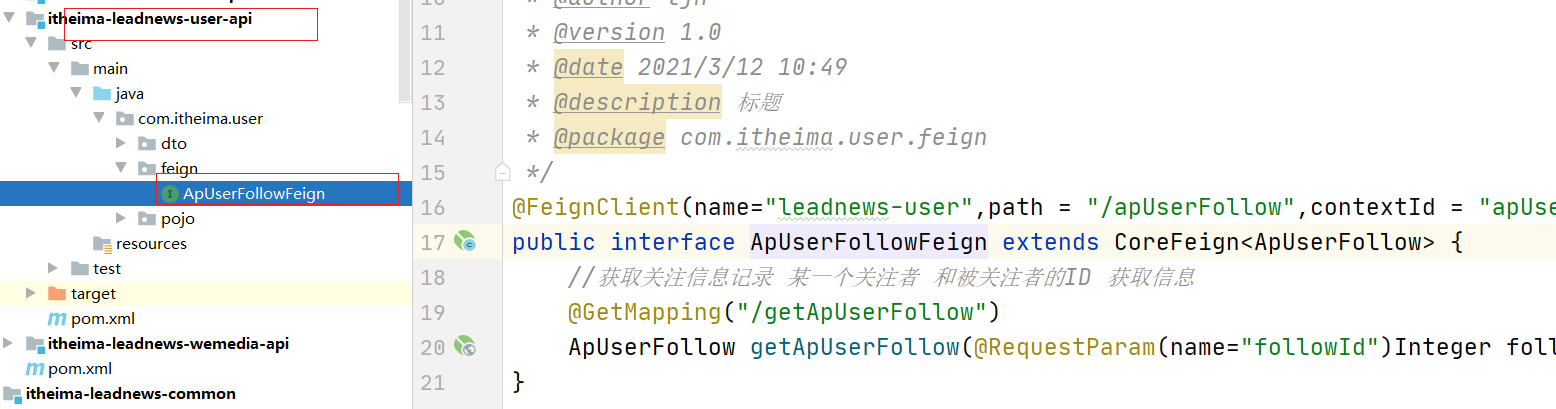 itheima-leadnews-user-api
src
main
java
com.itheima.user
dto
feign
ApUserFollowFeign
pojo
resources
test
target
pom.xml
itheima-leadnews-wemedia-api
pom.xml
itheima-leadnews-common
11 * @version 1.0
12 * @date 2021/3/12 10:49
13 * @description 标题
14 * @package com.itheima.user.feign
15 */
16 @FeignClient(name="leadnews-user",path = "/apUserFollow",contextId = "apUse
17 public interface ApUserFollowFeign extends CoreFeign<ApUserFollow> {
18 //获取关注信息记录 某一个关注者 和被关注者的ID 获取信息
19 @GetMapping("/getApUserFollow")
20 ApUserFollow getApUserFollow(@RequestParam(name="followId")Integer foll
21 }